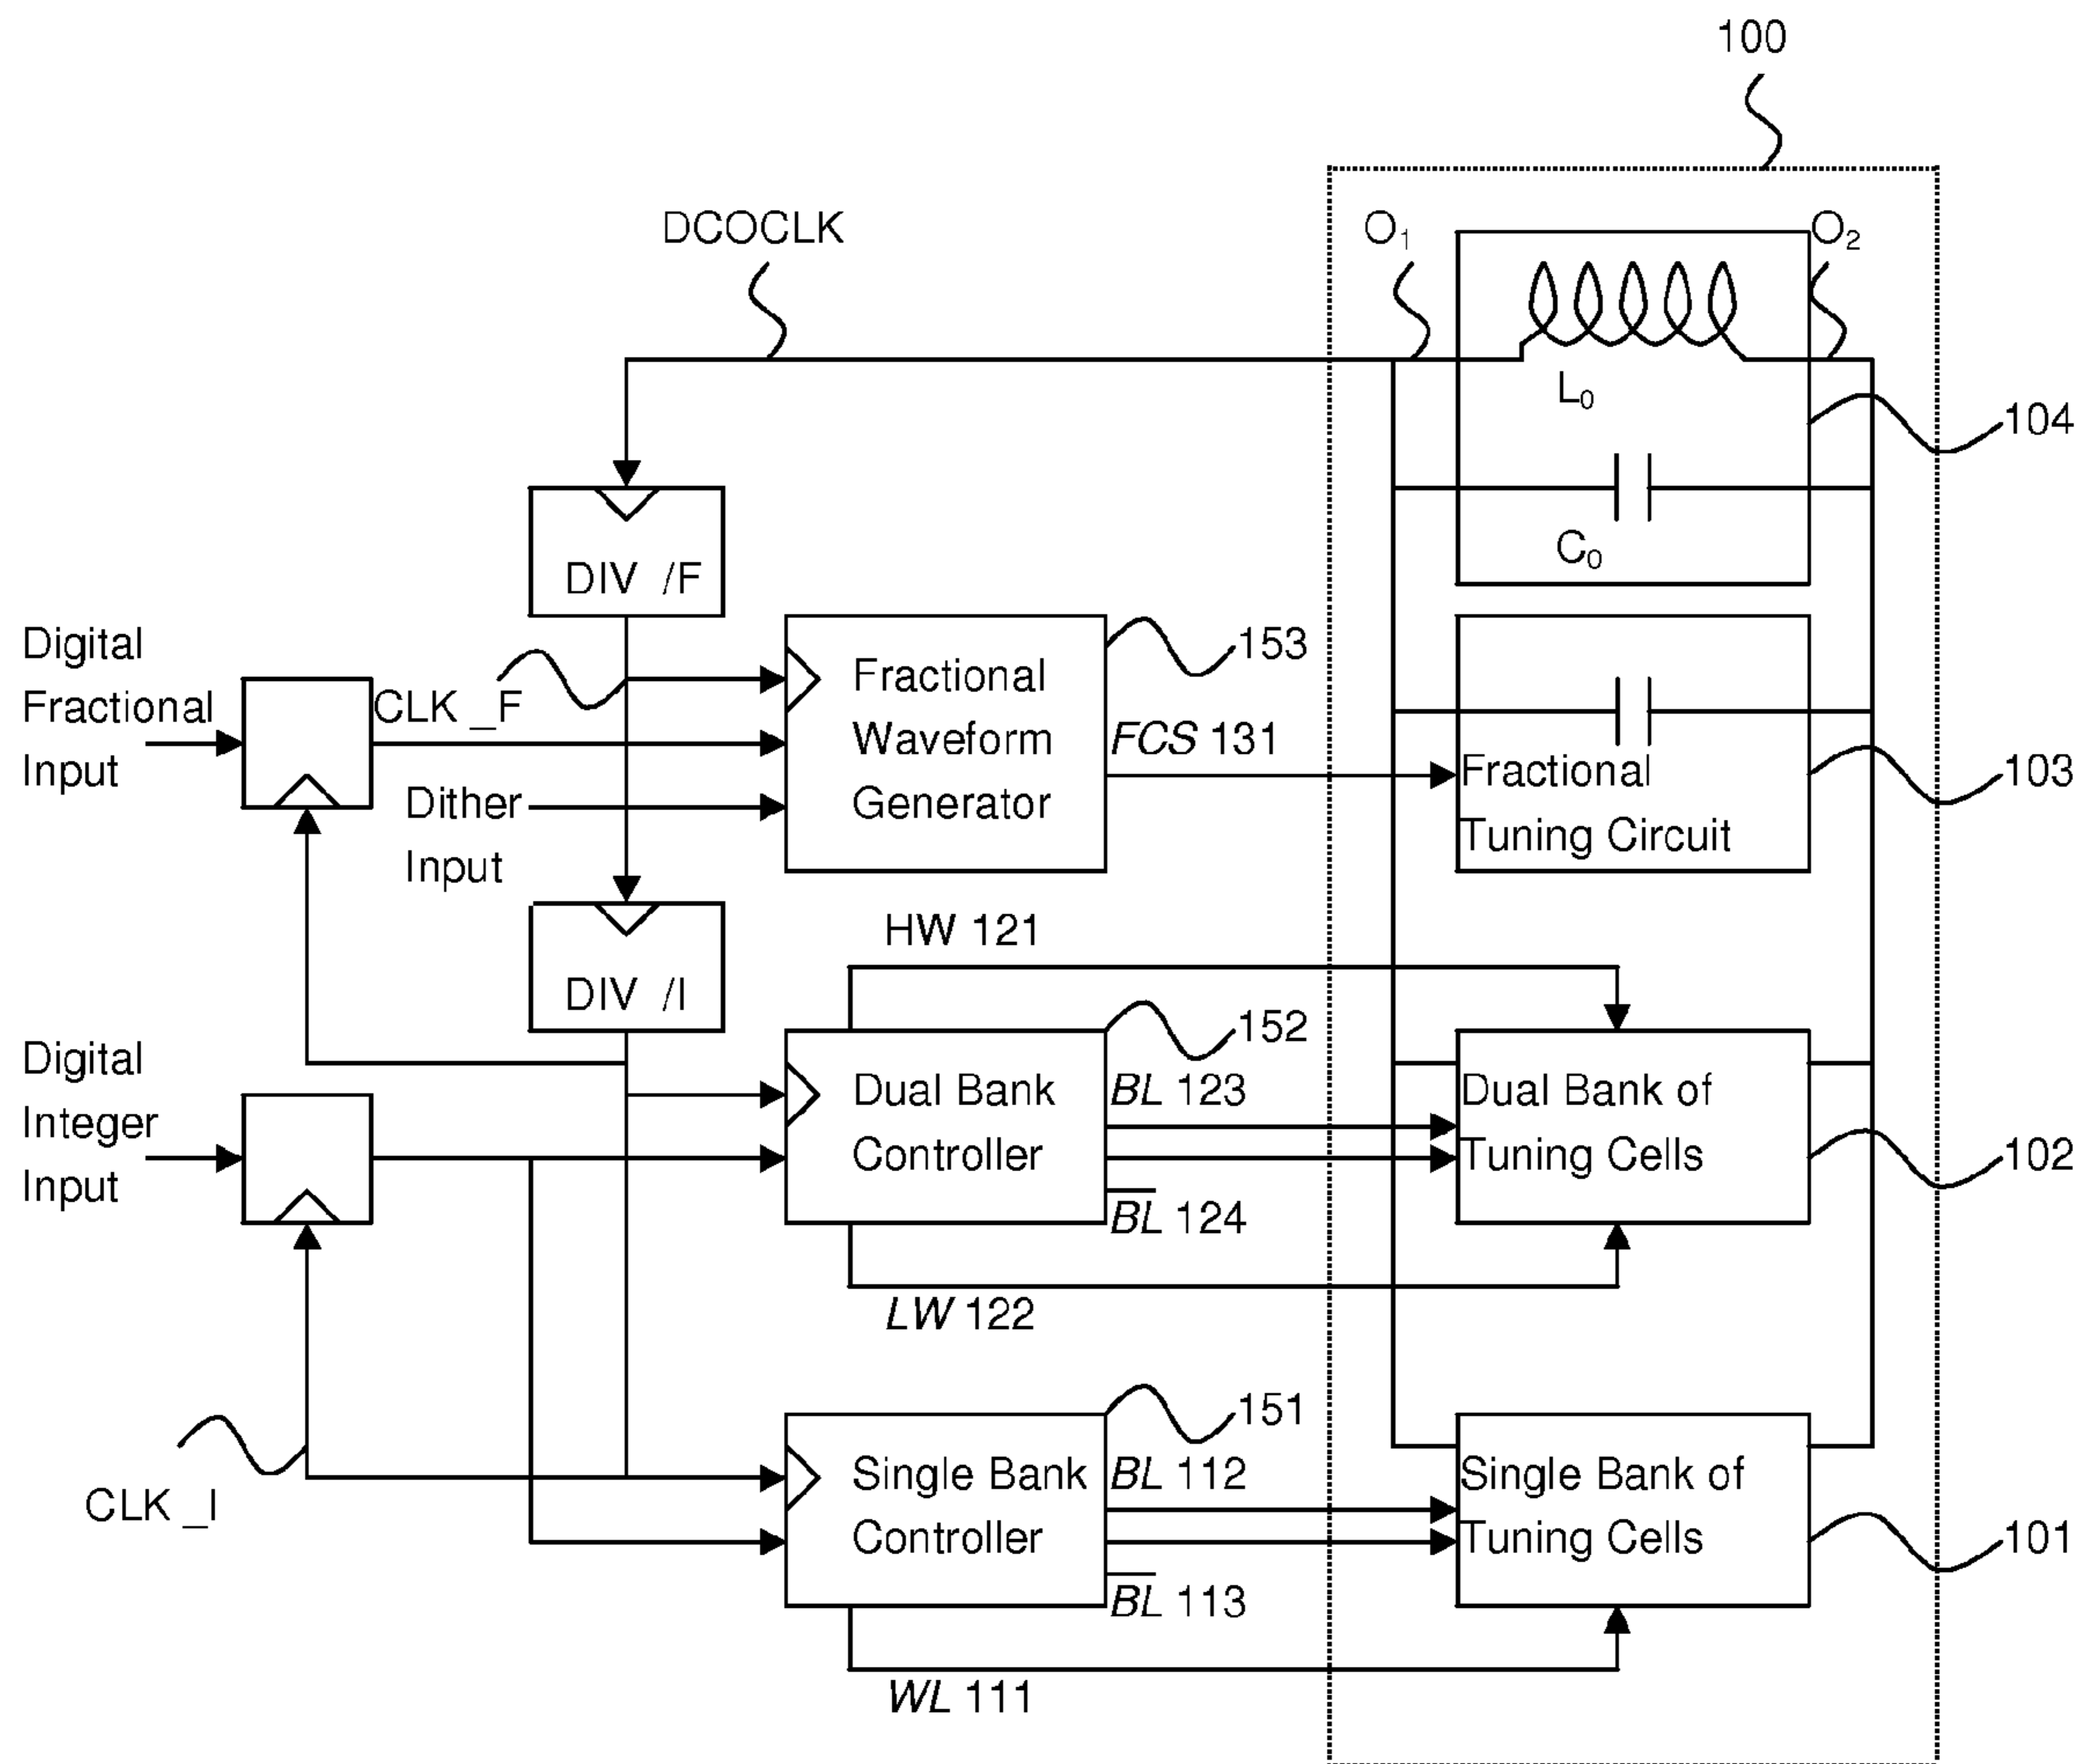 100
DCOCLK
O1
O2
L0
104
C0
DIV /F
Digital
Fractional
Input
CLK _F
Fractional
Waveform
Generator
153
FCS 131
Fractional
Tuning Circuit
103
Dither
Input
DIV /I
HW 121
Digital
Integer
Input
Dual Bank
Controller
152
BL 123
B̅L̅ 124
Dual Bank of
Tuning Cells
102
LW 122
CLK _I
Single Bank
Controller
151
BL 112
B̅L̅ 113
Single Bank of
Tuning Cells
101
WL 111